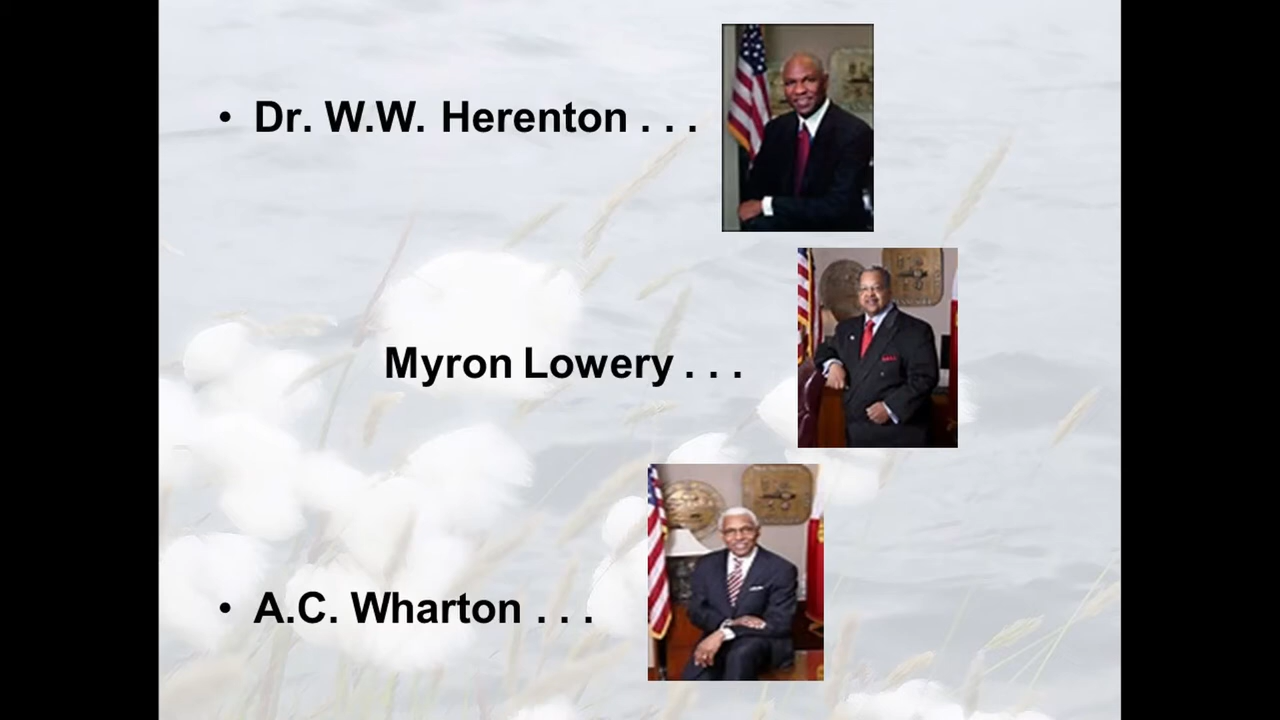 • Dr. W.W. Herenton . . .
Myron Lowery . . .
• A.C. Wharton . . .